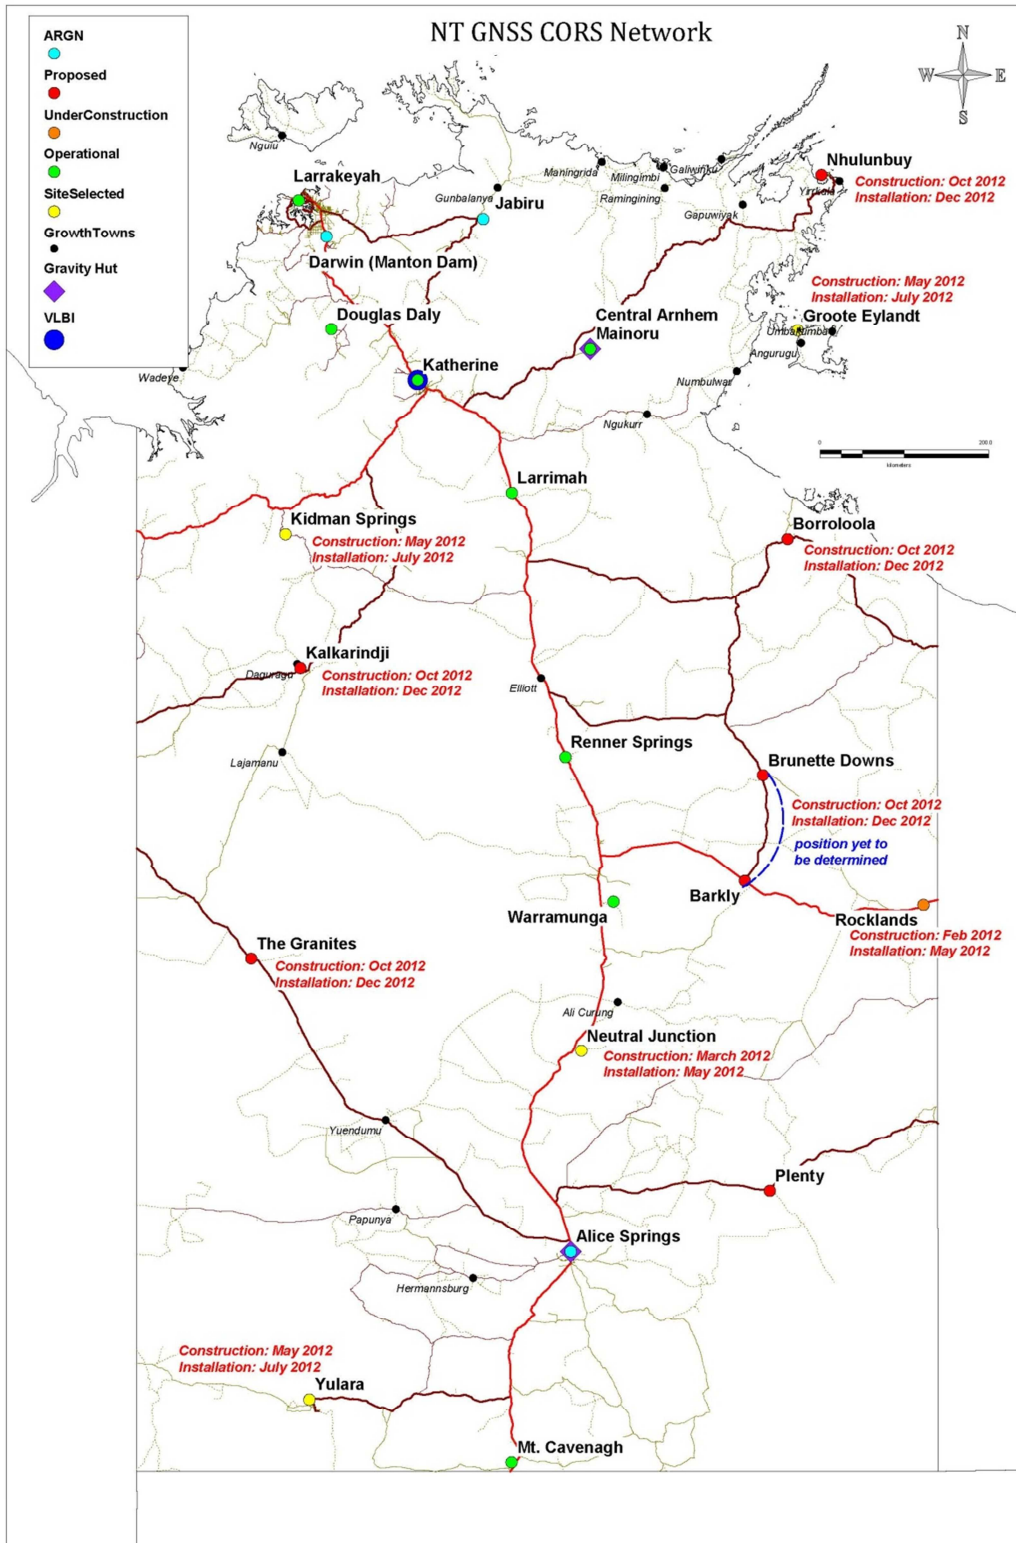 NT GNSS CORS Network
ARGN
Proposed
UnderConstruction
Operational
SiteSelected
GrowthTowns
Gravity Hut
VLBI
N
W
E
S
Nguiu
Larrakeyah
Gunbalanya
Jabiru
Darwin (Manton Dam)
Maningrida
Milingimbi
Galiwinku
Ramingining
Gapuwiyak
Nhulunbuy
Yirrkala
Construction: Oct 2012
Installation: Dec 2012
Construction: May 2012
Installation: July 2012
Groote Eylandt
Umbakumba
Angurugu
Numbulwar
Douglas Daly
Central Arnhem
Mainoru
Katherine
Wadeye
Ngukurr
0
200.0
kilometers
Larrimah
Kidman Springs
Construction: May 2012
Installation: July 2012
Borroloola
Construction: Oct 2012
Installation: Dec 2012
Kalkarindji
Daguragu
Construction: Oct 2012
Installation: Dec 2012
Elliott
Lajamanu
Renner Springs
Brunette Downs
Construction: Oct 2012
Installation: Dec 2012
position yet to
be determined
Barkly
Warramunga
Rocklands
Construction: Feb 2012
Installation: May 2012
The Granites
Construction: Oct 2012
Installation: Dec 2012
Ali Curung
Neutral Junction
Construction: March 2012
Installation: May 2012
Yuendumu
Plenty
Papunya
Alice Springs
Hermannsburg
Construction: May 2012
Installation: July 2012
Yulara
Mt. Cavenagh